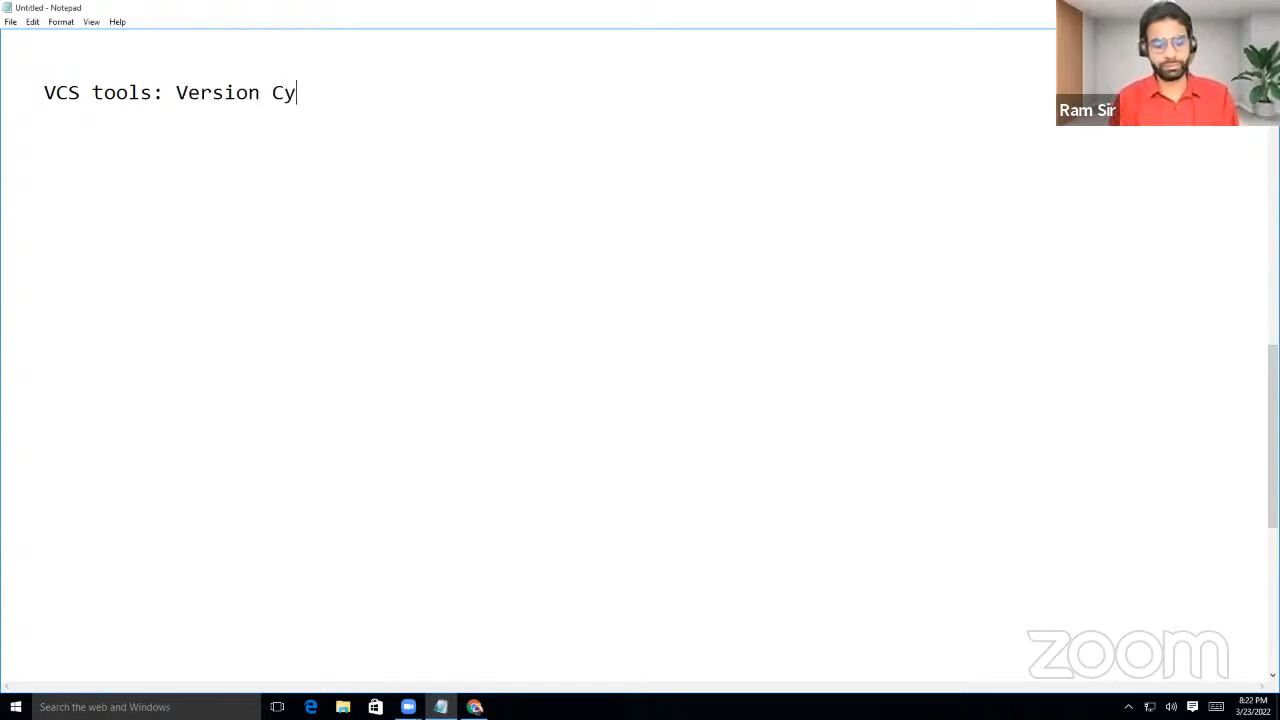 Untitled - Notepad
File Edit Format View Help
VCS tools: Version Cy
Ram Sir
zoom
Search the web and Windows
8:22 PM
3/23/2022